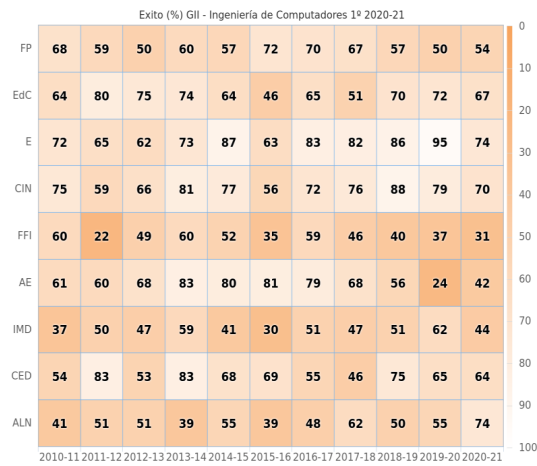 Exito (%) GII - Ingeniería de Computadores 1º 2020-21
FP 68 59 50 60 57 72 70 67 57 50 54
EdC 64 80 75 74 64 46 65 51 70 72 67
E 72 65 62 73 87 63 83 82 86 95 74
CIN 75 59 66 81 77 56 72 76 88 79 70
FFI 60 22 49 60 52 35 59 46 40 37 31
AE 61 60 68 83 80 81 79 68 56 24 42
IMD 37 50 47 59 41 30 51 47 51 62 44
CED 54 83 53 83 68 69 55 46 75 65 64
ALN 41 51 51 39 55 39 48 62 50 55 74
2010-11 2011-12 2012-13 2013-14 2014-15 2015-16 2016-17 2017-18 2018-19 2019-20 2020-21
0
10
20
30
40
50
60
70
80
90
100